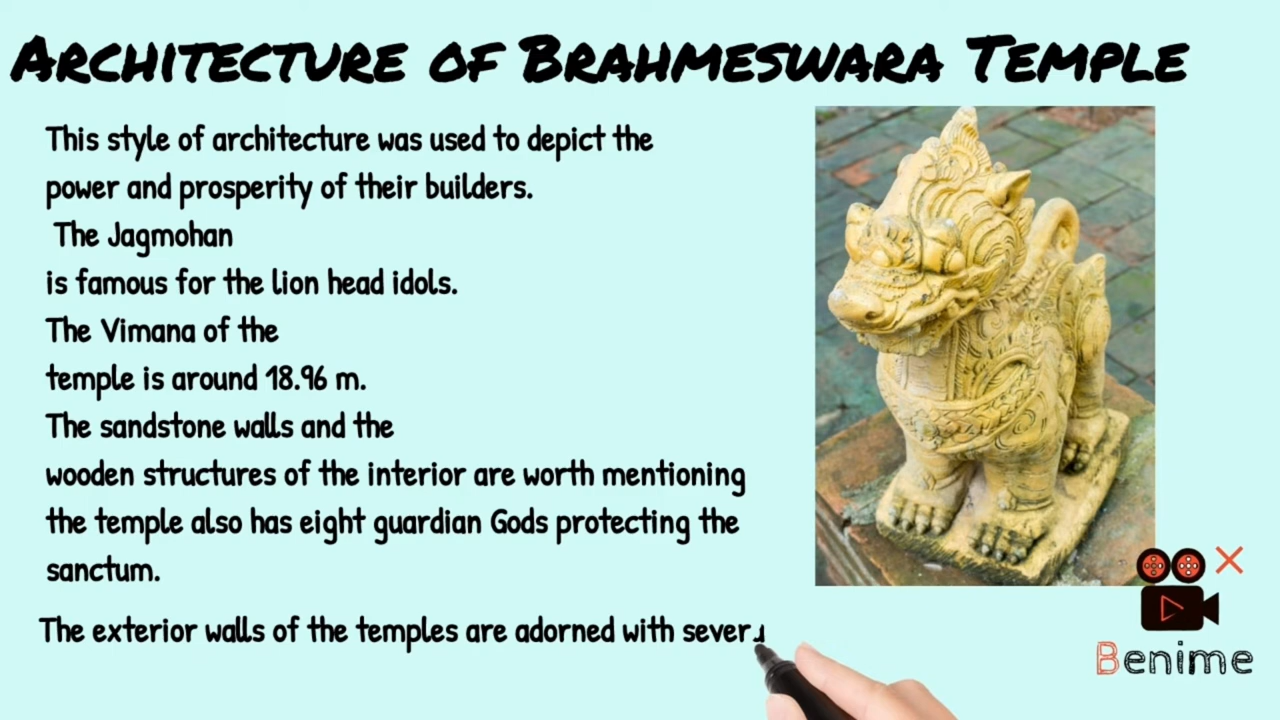 Architecture of Brahmeswara Temple
This style of architecture was used to depict the
power and prosperity of their builders.
The Jagmohan
is famous for the lion head idols.
The Vimana of the
temple is around 18.96 m.
The sandstone walls and the
wooden structures of the interior are worth mentioning
the temple also has eight guardian Gods protecting the
sanctum.
The exterior walls of the temples are adorned with
Benime